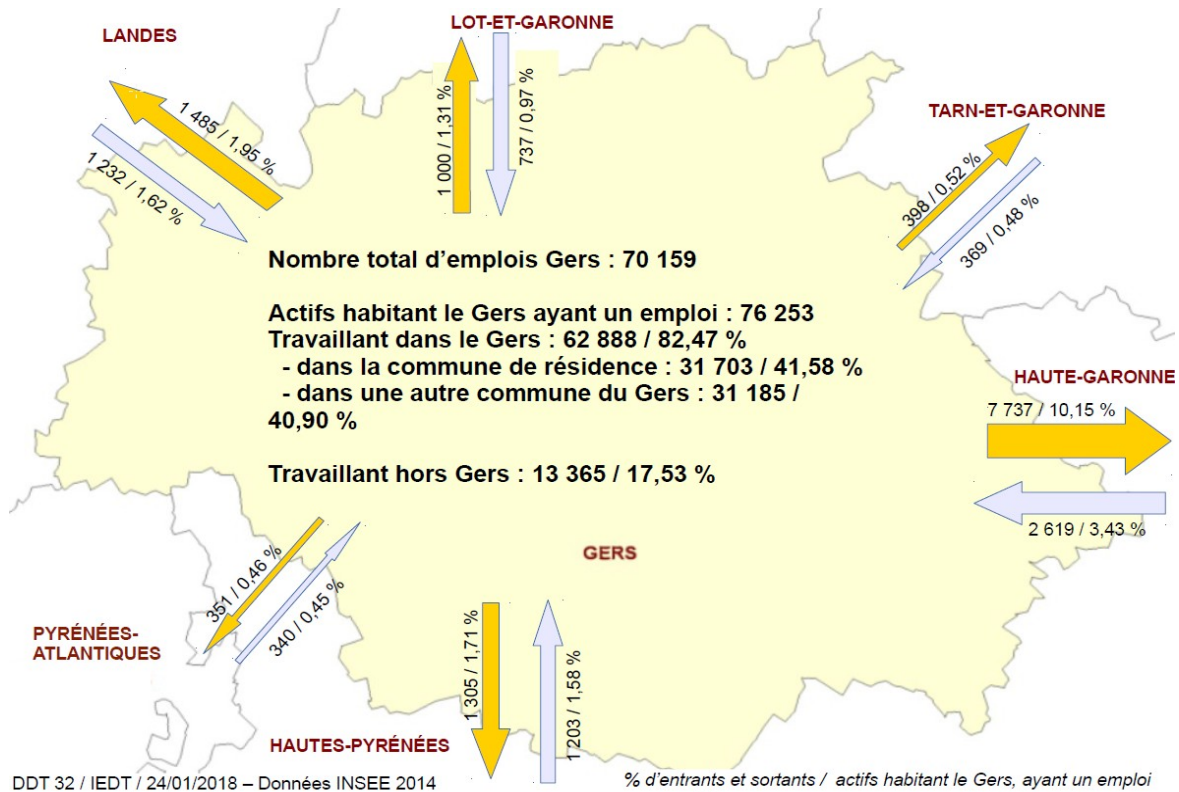 LOT-ET-GARONNE
LANDES
1 485 / 1,95 %
1 232 / 1,62 %
1 000 / 1,31 %
737 / 0,97 %
TARN-ET-GARONNE
398 / 0,52 %
369 / 0,48 %
Nombre total d’emplois Gers : 70 159
Actifs habitant le Gers ayant un emploi : 76 253
Travaillant dans le Gers : 62 888 / 82,47 %
- dans la commune de résidence : 31 703 / 41,58 %
- dans une autre commune du Gers : 31 185 /
40,90 %
Travaillant hors Gers : 13 365 / 17,53 %
HAUTE-GARONNE
7 737 / 10,15 %
2 619 / 3,43 %
GERS
351 / 0,46 %
340 / 0,45 %
PYRÉNÉES-
ATLANTIQUES
1 305 / 1,71 %
1 203 / 1,58 %
HAUTES-PYRÉNÉES
DDT 32 / IEDT / 24/01/2018 – Données INSEE 2014
% d’entrants et sortants / actifs habitant le Gers, ayant un emploi